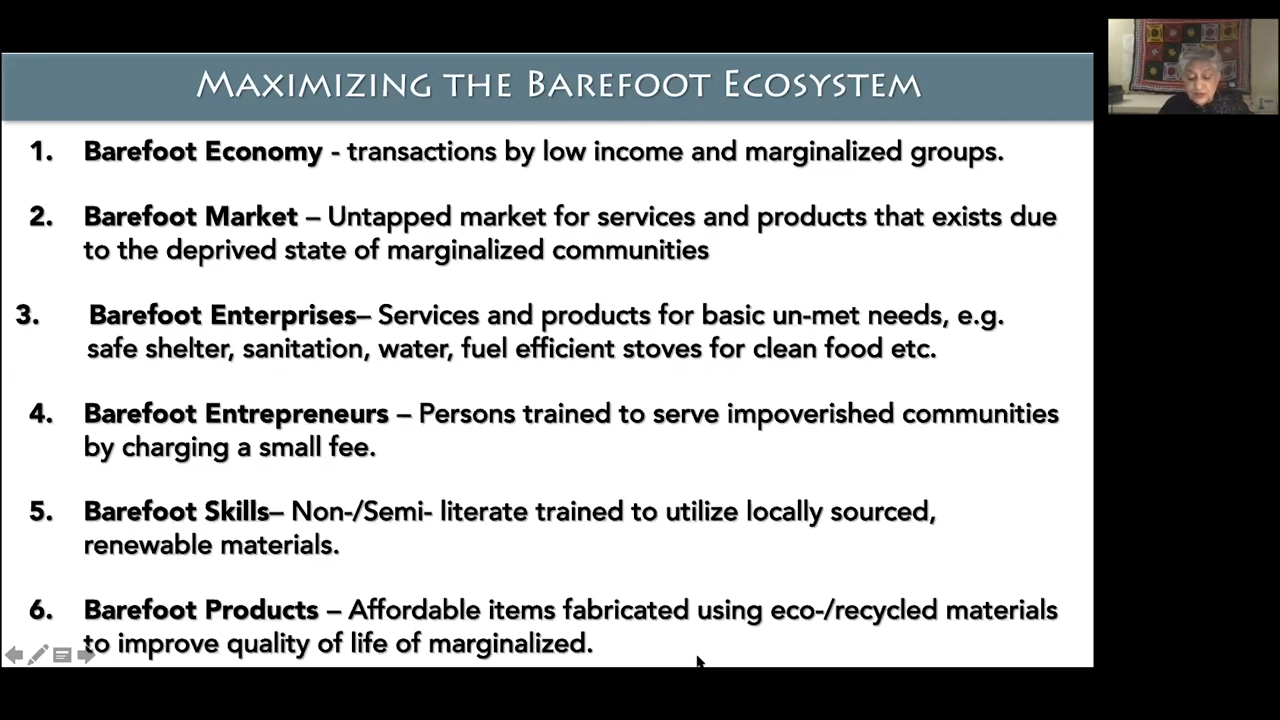 MAXIMIZING THE BAREFOOT ECOSYSTEM
1. Barefoot Economy - transactions by low income and marginalized groups.
2. Barefoot Market – Untapped market for services and products that exists due
to the deprived state of marginalized communities
3. Barefoot Enterprises– Services and products for basic un-met needs, e.g.
safe shelter, sanitation, water, fuel efficient stoves for clean food etc.
4. Barefoot Entrepreneurs – Persons trained to serve impoverished communities
by charging a small fee.
5. Barefoot Skills– Non-/Semi- literate trained to utilize locally sourced,
renewable materials.
6. Barefoot Products – Affordable items fabricated using eco-/recycled materials
to improve quality of life of marginalized.